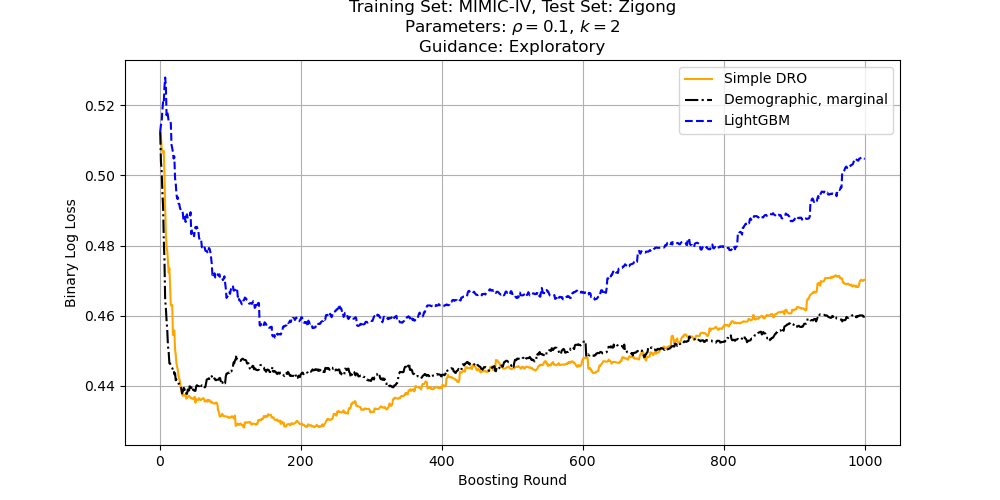 Training Set: MIMIC-IV, Test Set: Zigong
Parameters: ρ = 0.1, k = 2
Guidance: Exploratory
Simple DRO
Demographic, marginal
LightGBM
Binary Log Loss
0.52
0.50
0.48
0.46
0.44
0 200 400 600 800 1000
Boosting Round